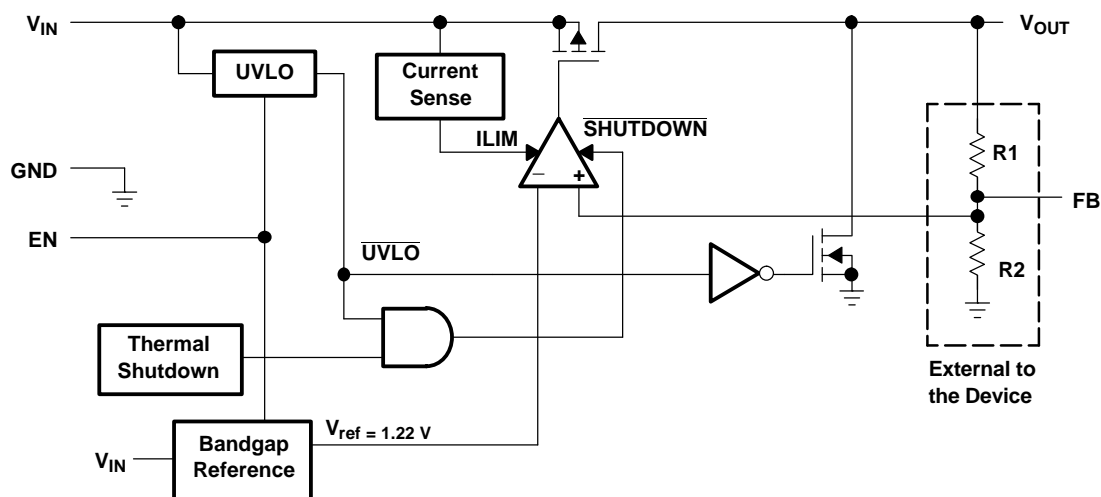 VIN
VOUT
UVLO
Current
Sense
SHUTDOWN
ILIM
R1
GND
−
+
FB
EN
UVLO
R2
Thermal
Shutdown
External to
the Device
Vref = 1.22 V
Bandgap
Reference
VIN